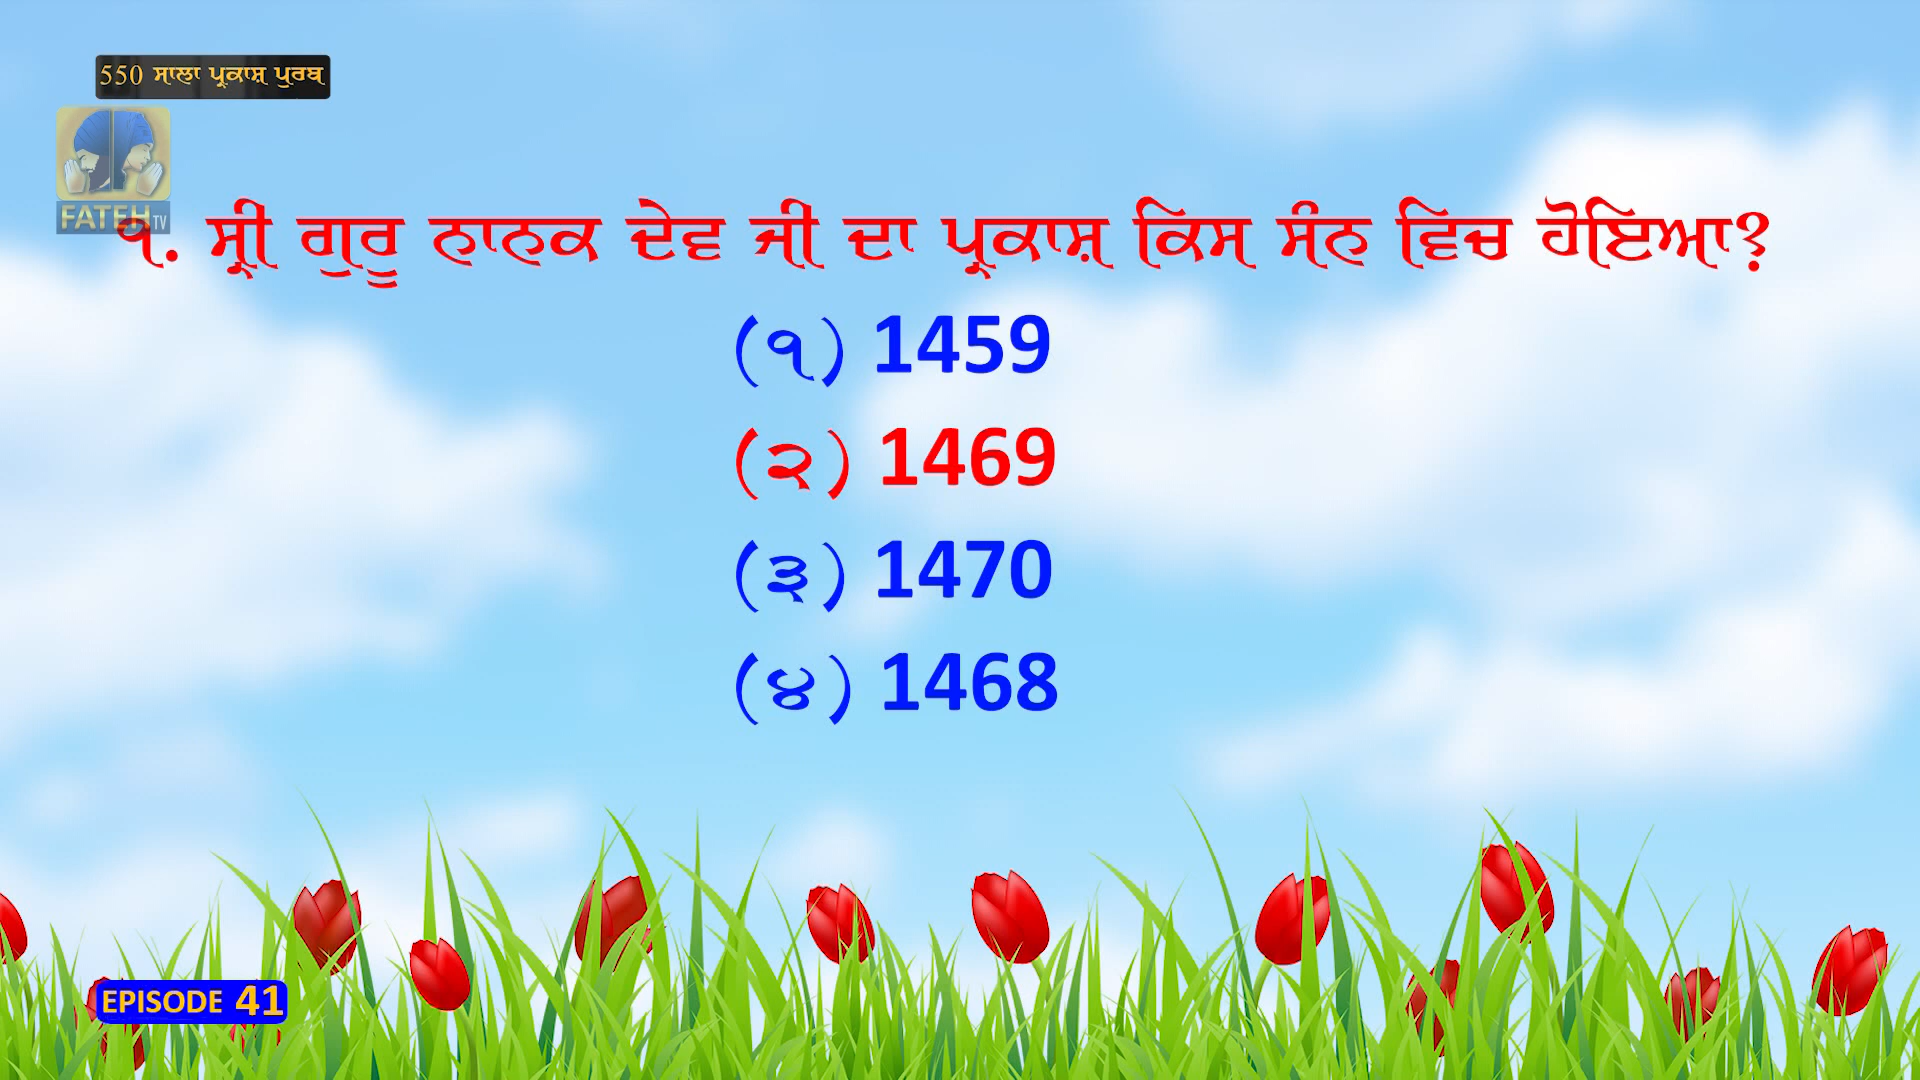 550 ਸਾਲਾ ਪ੍ਰਕਾਸ਼ ਪੁਰਬ
FATEH TV
੧. ਸ੍ਰੀ ਗੁਰੂ ਨਾਨਕ ਦੇਵ ਜੀ ਦਾ ਪ੍ਰਕਾਸ਼ ਕਿਸ ਸੰਨ ਵਿਚ ਹੋਇਆ?
(੧) 1459
(੨) 1469
(੩) 1470
(੪) 1468
EPISODE 41